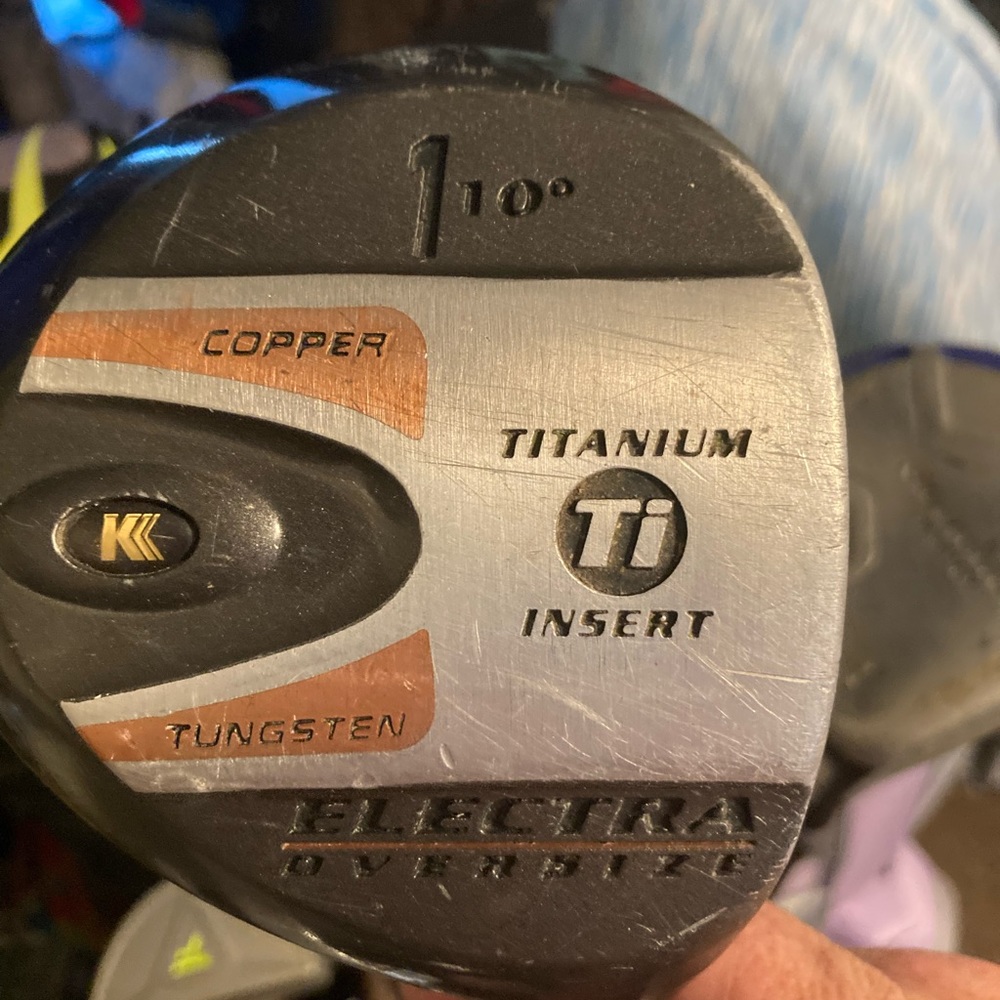 1 10°
COPPER
TITANIUM
Ti
K
INSERT
TUNGSTEN
ELECTRA
OVERSIZE